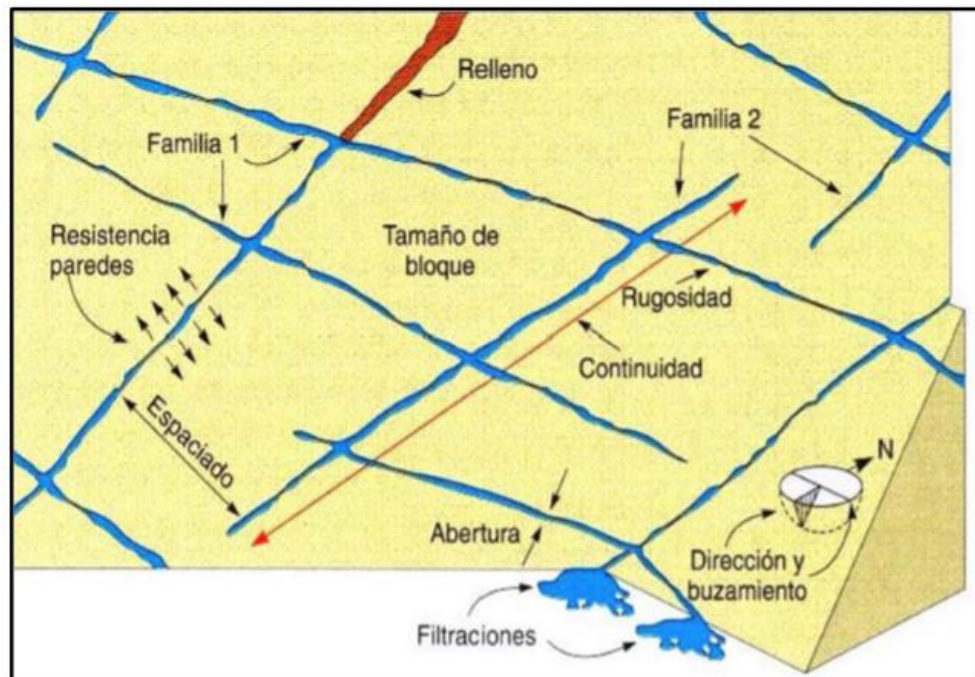 Relleno
Familia 1
Familia 2
Resistencia
paredes
Tamaño de
bloque
Rugosidad
Continuidad
Espaciado
N
Abertura
Dirección y
buzamiento
Filtraciones